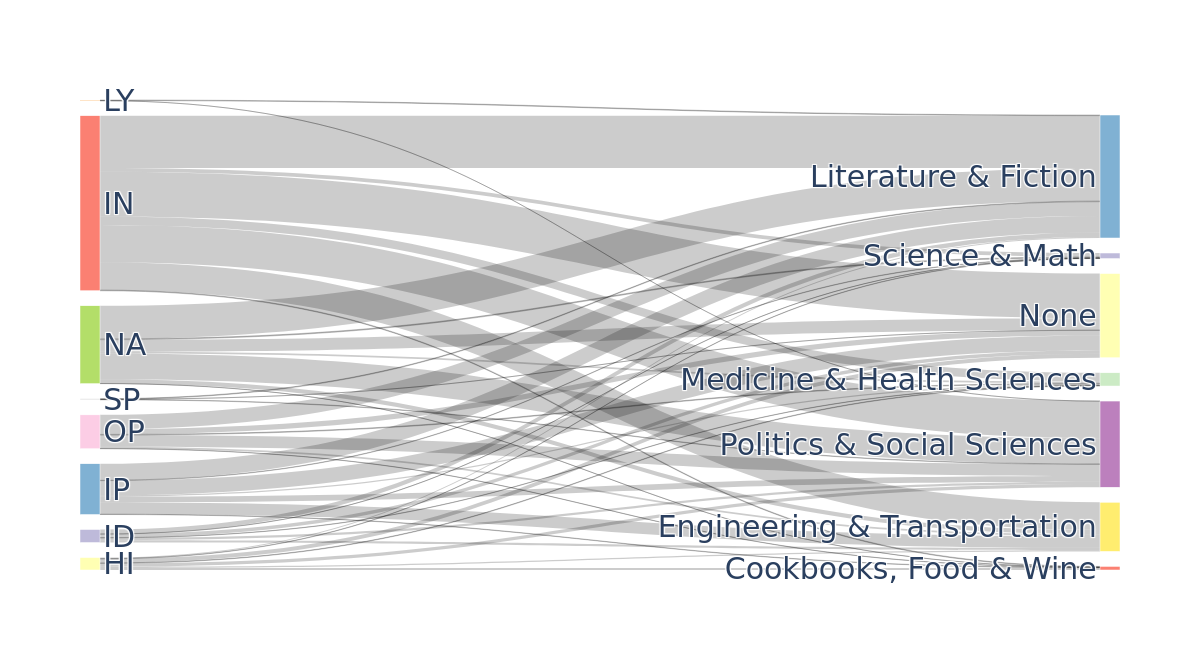 LY
IN
NA
SP
OP
IP
ID
HI
Literature & Fiction
Science & Math
None
Medicine & Health Sciences
Politics & Social Sciences
Engineering & Transportation
Cookbooks, Food & Wine